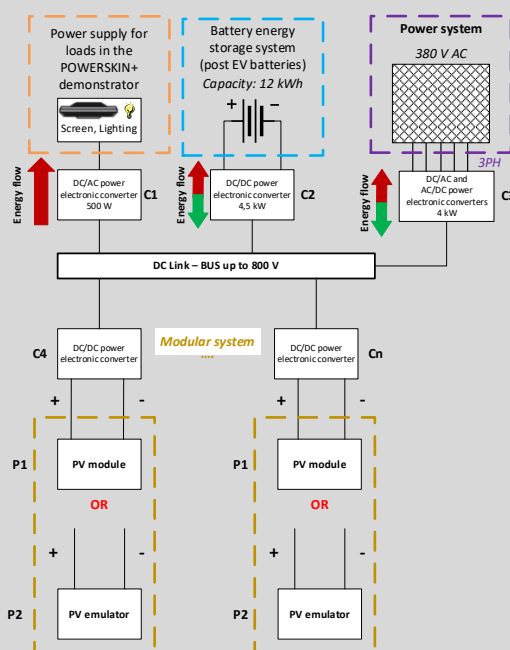 Power supply for
loads in the
POWERSKIN+
demonstrator
Screen, Lighting
Battery energy
storage system
(post EV batteries)
Capacity: 12 kWh
+ -
Power system
380 V AC
3PH
Energy flow
DC/AC power
electronic converter
500 W
C1
Energy flow
DC/DC power
electronic converter
4,5 kW
C2
Energy flow
DC/AC and
AC/DC power
electronic converters
4 kW
C3
DC Link – BUS up to 800 V
C4
DC/DC power
electronic converter
Modular system
....
DC/DC power
electronic converter
Cn
+ -
+ -
P1
PV module
P1
PV module
OR
OR
+ -
+ -
P2
PV emulator
P2
PV emulator